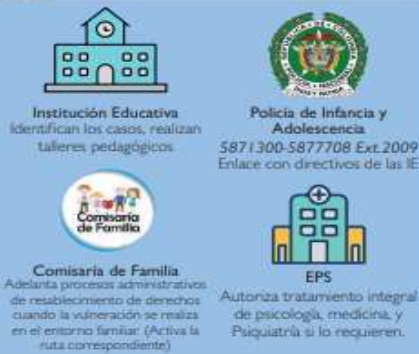 Institución Educativa
Identifican los casos, realizan
talleres pedagógicos
Policía de Infancia y
Adolescencia
5871300-5877708 Ext.2009
Enlace con directivos de las IE
Comisaría
de Familia
Comisaria de Familia
Adelanta procesos administrativos
de resablecimiento de derechos
cuando la vulneración se realiza
en el entorno familiar. (Activa la
ruta correspondiente)
EPS
Autoriza tratamiento integral
de psicología, medicina, y
Psiquiatría si lo requieren.